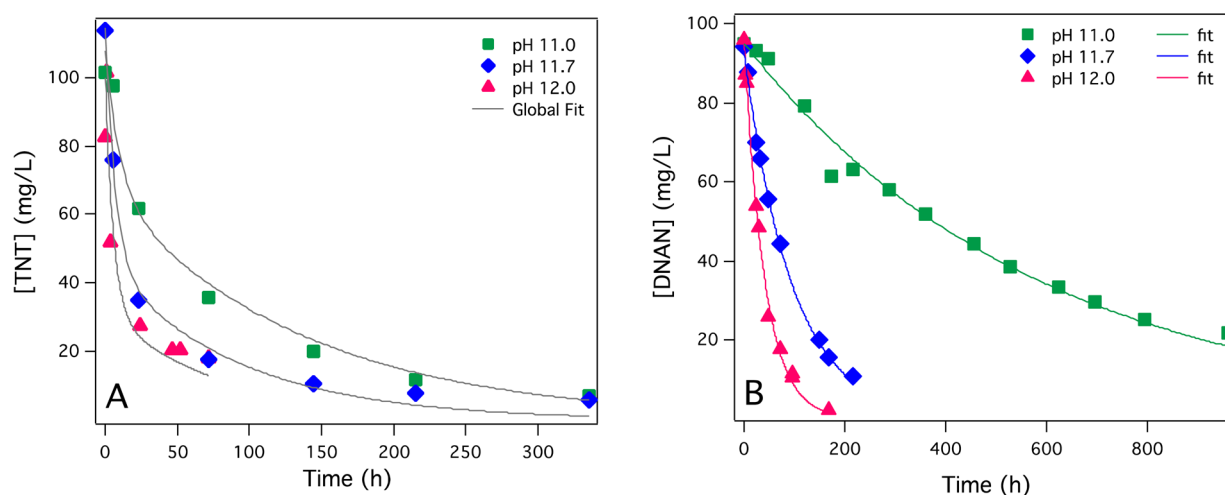 pH 11.0
pH 11.7
pH 12.0
Global Fit
100
80
60
40
20
[TNT] (mg/L)
A
0
50
100
150
200
250
300
Time (h)
pH 11.0 fit
pH 11.7 fit
pH 12.0 fit
100
80
60
40
20
[DNAN] (mg/L)
B
0
200
400
600
800
Time (h)